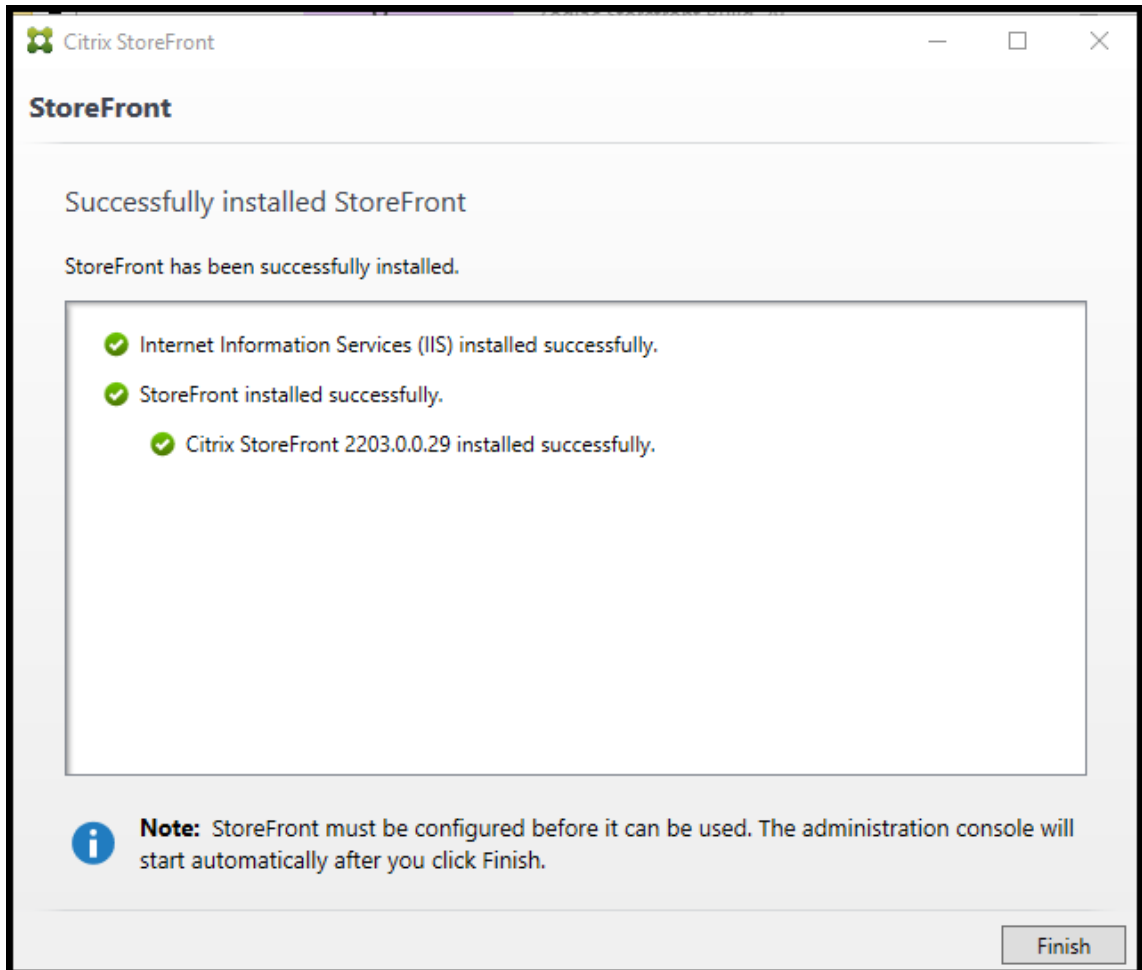 Citrix StoreFront
StoreFront
Successfully installed StoreFront
StoreFront has been successfully installed.
Internet Information Services (IIS) installed successfully.
StoreFront installed successfully.
Citrix StoreFront 2203.0.0.29 installed successfully.
Note: StoreFront must be configured before it can be used. The administration console will
start automatically after you click Finish.
Finish